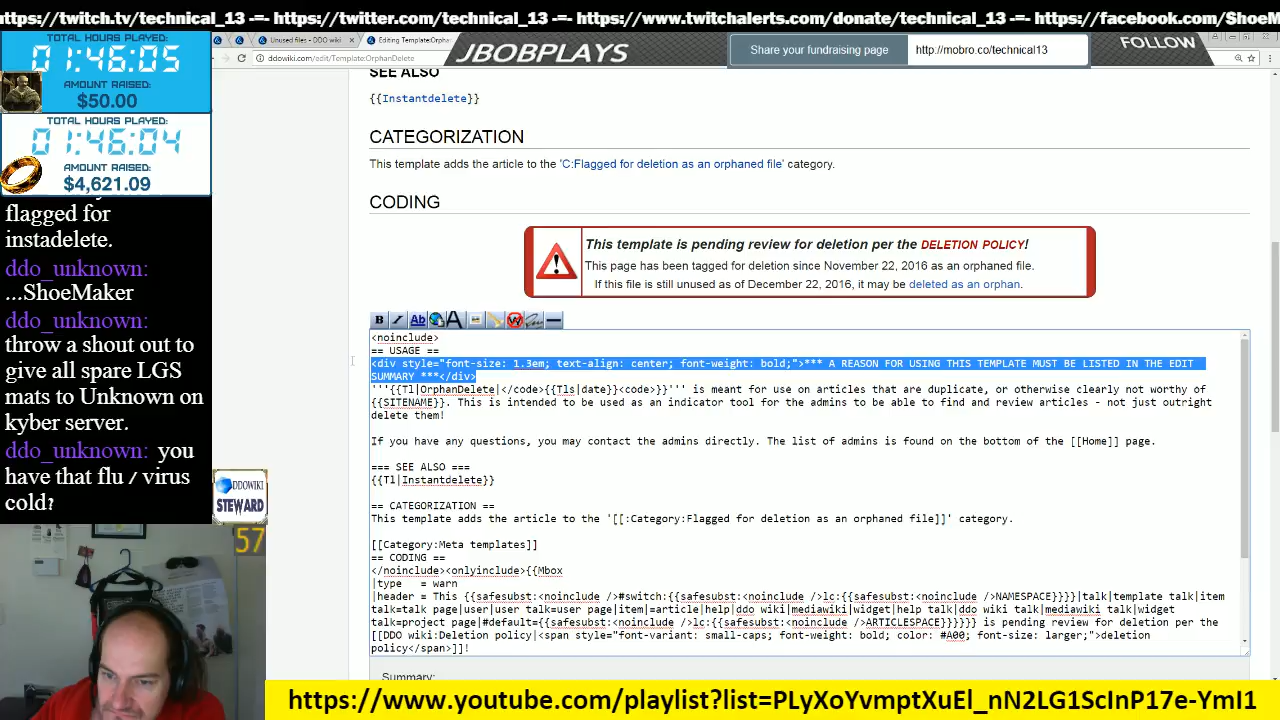 https://twitch.tv/technical_13 -=- https://twitter.com/technical_13 -=- https://www.twitchalerts.com/donate/technical_13 -=- https://facebook.com/ShoeM
TOTAL HOURS PLAYED:
01:46:05
AMOUNT RAISED:
$50.00
TOTAL HOURS PLAYED:
01:46:04
AMOUNT RAISED:
$4,621.09
flagged for
instadelete.
ddo_unknown:
...ShoeMaker
ddo_unknown:
throw a shout out to
give all spare LGS
mats to Unknown on
kyber server.
ddo_unknown: you
have that flu / virus
cold?
DDOWIKI
STEWARD
57
Unused files - DDO wiki
Editing Template:Orphan
ddowiki.com/edit/Template:OrphanDelete
JBOBPLAYS
Share your fundraising page
http://mobro.co/technical13
FOLLOW
SEE ALSO
{{Instantdelete}}
CATEGORIZATION
This template adds the article to the 'C:Flagged for deletion as an orphaned file' category.
CODING
This template is pending review for deletion per the DELETION POLICY!
This page has been tagged for deletion since November 22, 2016 as an orphaned file.
If this file is still unused as of December 22, 2016, it may be deleted as an orphan.
<noinclude>
== USAGE ==
<div style="font-size: 1.3em; text-align: center; font-weight: bold;">*** A REASON FOR USING THIS TEMPLATE MUST BE LISTED IN THE EDIT
SUMMARY ***</div>
'''{{Tl|OrphanDelete|</code>{{Tls|date}}<code>}}''' is meant for use on articles that are duplicate, or otherwise clearly not worthy of
{{SITENAME}}. This is intended to be used as an indicator tool for the admins to be able to find and review articles - not just outright
delete them!
If you have any questions, you may contact the admins directly. The list of admins is found on the bottom of the [[Home]] page.
=== SEE ALSO ===
{{Tl|Instantdelete}}
== CATEGORIZATION ==
This template adds the article to the '[[:Category:Flagged for deletion as an orphaned file]]' category.
[[Category:Meta templates]]
== CODING ==
</noinclude><onlyinclude>{{Mbox
|type   = warn
|header = This {{safesubst:<noinclude />#switch:{{safesubst:<noinclude />lc:{{safesubst:<noinclude />NAMESPACE}}}}|talk|template talk|item
talk=talk page|user|user talk=user page|item|=article|help|ddo wiki|mediawiki|widget|help talk|ddo wiki talk|mediawiki talk|widget
talk=project page|#default={{safesubst:<noinclude />lc:{{safesubst:<noinclude />ARTICLESPACE}}}}}} is pending review for deletion per the
[[DDO wiki:Deletion policy|<span style="font-variant: small-caps; font-weight: bold; color: #A00; font-size: larger;">deletion
policy</span>]]!
Summary:
https://www.youtube.com/playlist?list=PLyXoYvmptXuEl_nN2LG1ScInP17e-YmI1